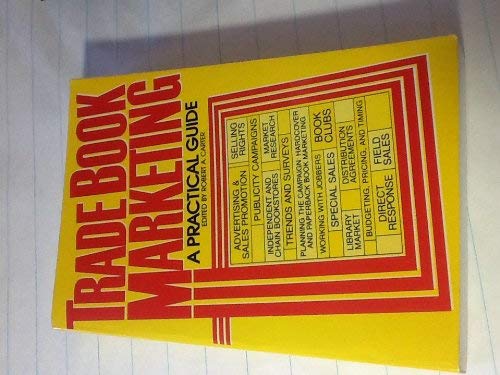 TRADE BOOK
MARKETING
A PRACTICAL GUIDE
EDITED BY ROBERT A. CARTER
ADVERTISING &
SALES PROMOTION
SELLING
RIGHTS
PUBLICITY CAMPAIGNS
INDEPENDENT AND
CHAIN BOOKSTORES
MARKET
RESEARCH
TRENDS AND SURVEYS
PLANNING THE CAMPAIGN, HARDCOVER
AND PAPERBACK BOOK MARKETING
WORKING WITH JOBBERS
BOOK
CLUBS
SPECIAL SALES
LIBRARY
MARKET
DISTRIBUTION
AGREEMENTS
BUDGETING, PRICING, AND TIMING
DIRECT
RESPONSE
FIELD
SALES